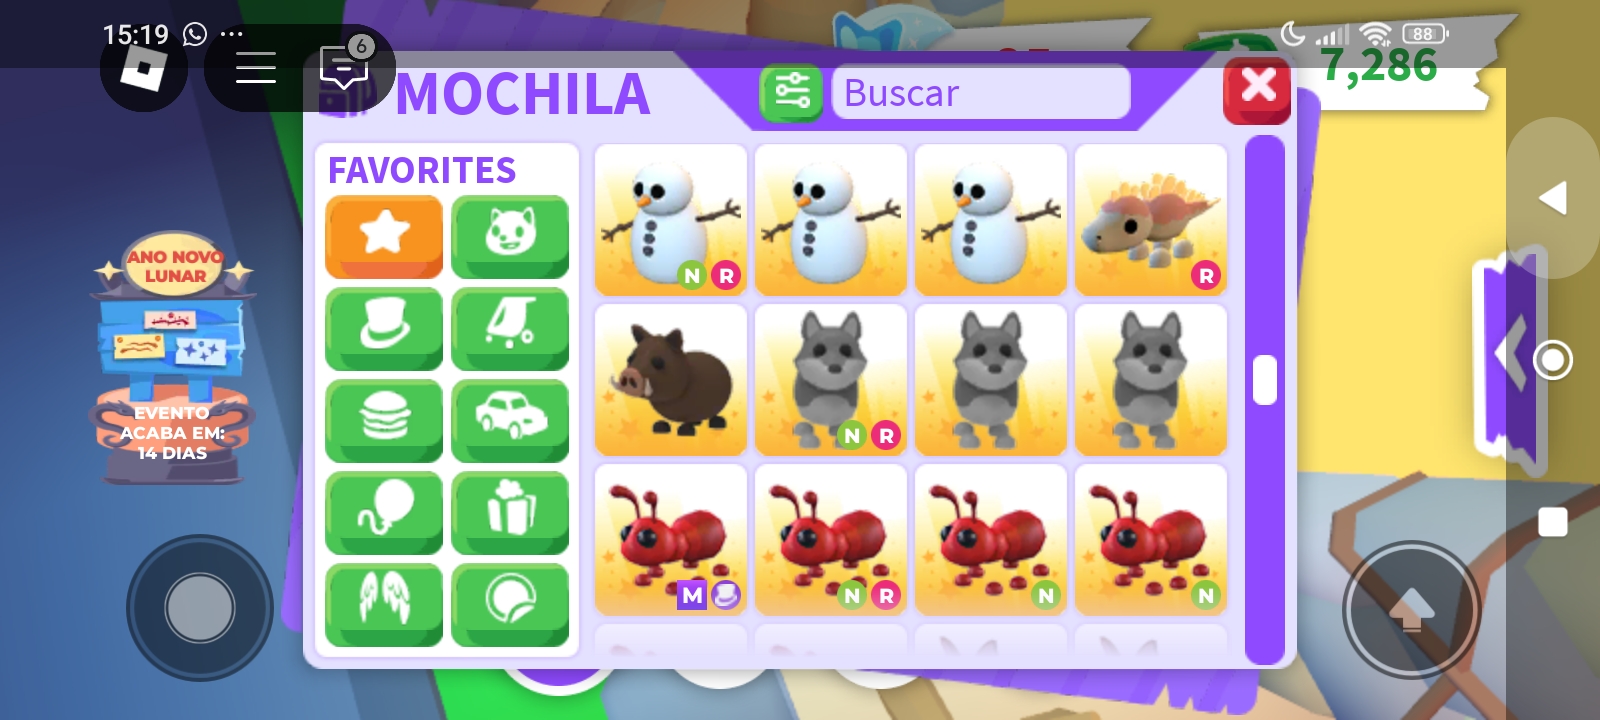 15:19
88
6
7,286
MOCHILA
Buscar
FAVORITES
ANO NOVO
LUNAR
EVENTO
ACABA EM:
14 DIAS
N R
R
N R
M
N R
N
N